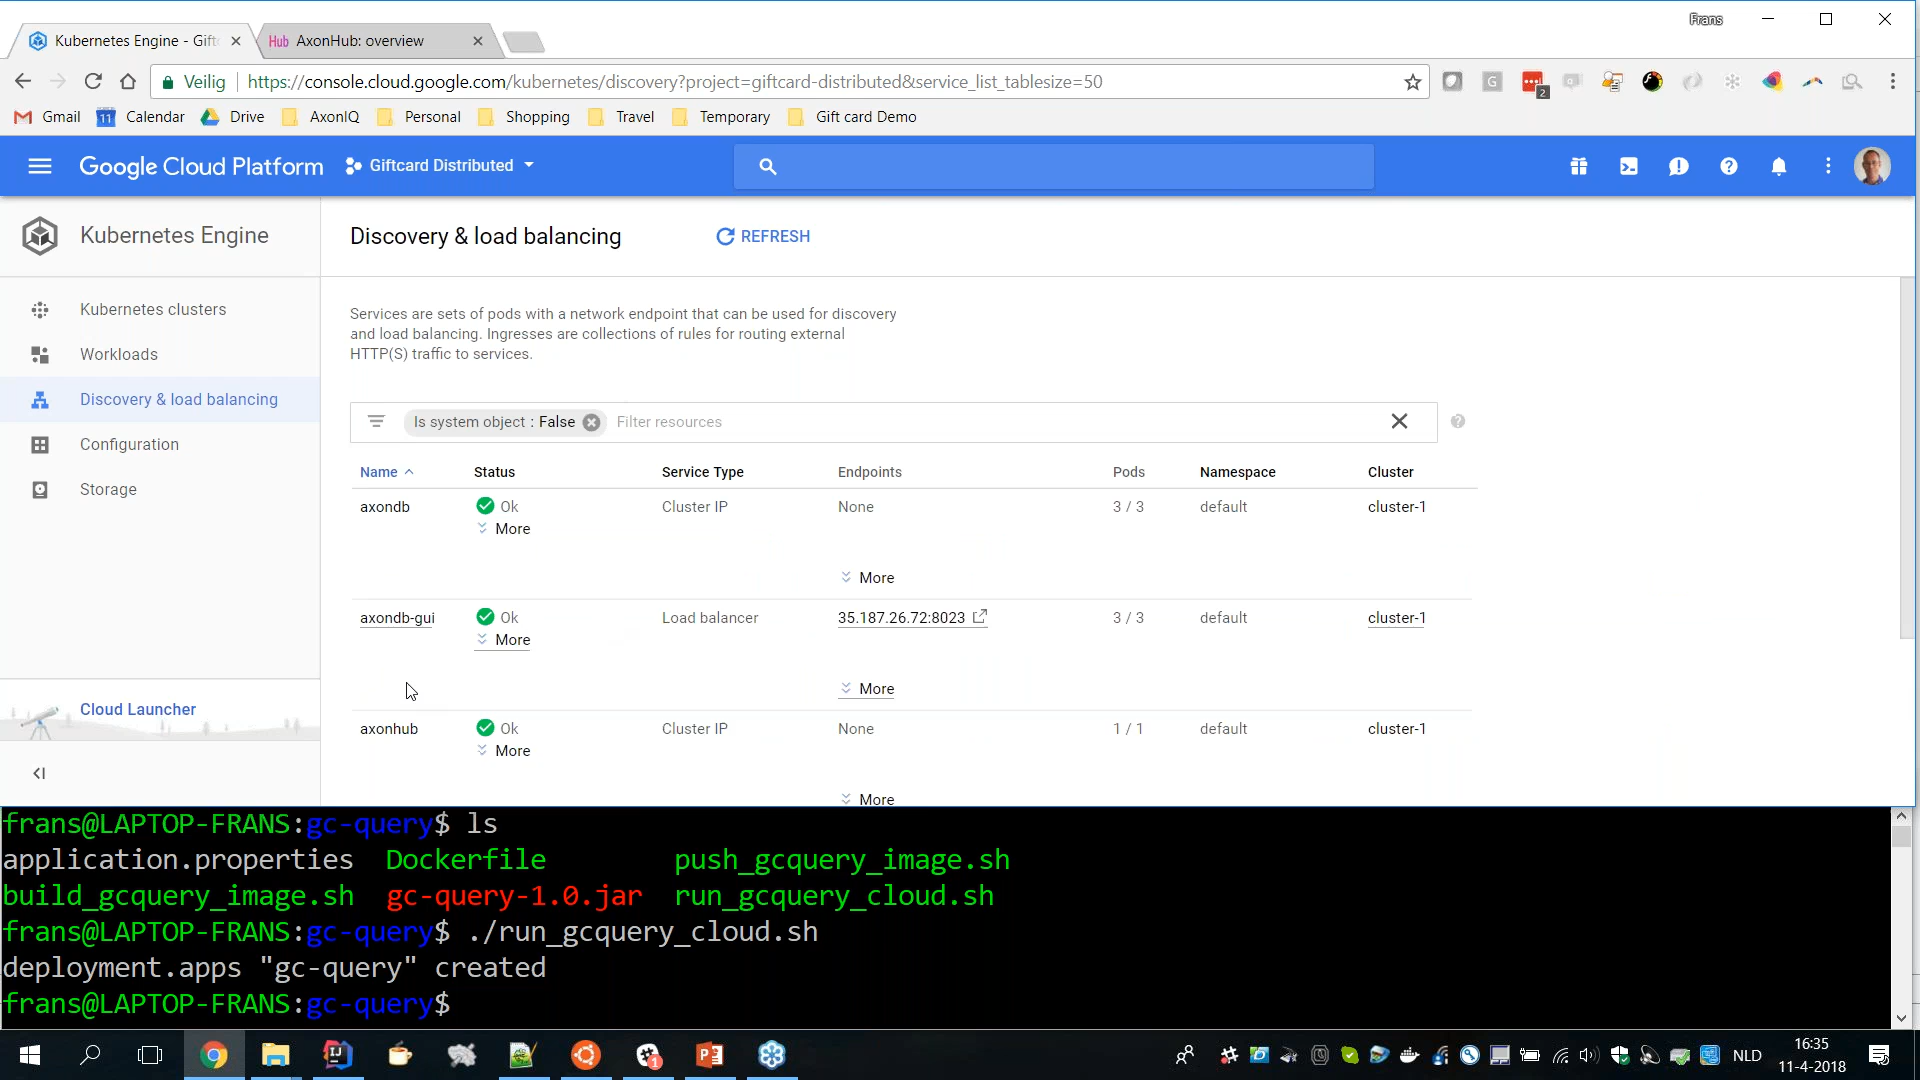 Frans
Kubernetes Engine - Gift
Hub AxonHub: overview
Veilig https://console.cloud.google.com/kubernetes/discovery?project=giftcard-distributed&service_list_tablesize=50
G
2
Gmail 11 Calendar Drive AxonIQ Personal Shopping Travel Temporary Gift card Demo
Google Cloud Platform Giftcard Distributed
Kubernetes Engine
Discovery & load balancing REFRESH
Kubernetes clusters
Workloads
Discovery & load balancing
Configuration
Storage
Cloud Launcher
Services are sets of pods with a network endpoint that can be used for discovery
and load balancing. Ingresses are collections of rules for routing external
HTTP(S) traffic to services.
Is system object : False Filter resources
Name Status Service Type Endpoints Pods Namespace Cluster
axondb Ok Cluster IP None 3 / 3 default cluster-1
More
More
axondb-gui Ok Load balancer 35.187.26.72:8023 3 / 3 default cluster-1
More
More
axonhub Ok Cluster IP None 1 / 1 default cluster-1
More
More
frans@LAPTOP-FRANS:gc-query$ ls
application.properties Dockerfile push_gcquery_image.sh
build_gcquery_image.sh gc-query-1.0.jar run_gcquery_cloud.sh
frans@LAPTOP-FRANS:gc-query$ ./run_gcquery_cloud.sh
deployment.apps "gc-query" created
frans@LAPTOP-FRANS:gc-query$
NLD
16:35
11-4-2018